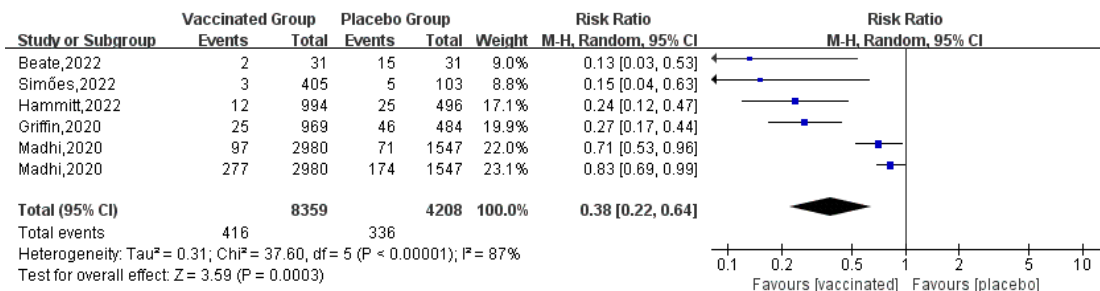 Vaccinated Group Placebo Group Risk Ratio Risk Ratio
Study or Subgroup Events Total Events Total Weight M-H, Random, 95% CI M-H, Random, 95% CI
Beate,2022 2 31 15 31 9.0% 0.13 [0.03, 0.53]
Simões,2022 3 405 5 103 8.8% 0.15 [0.04, 0.63]
Hammitt,2022 12 994 25 496 17.1% 0.24 [0.12, 0.47]
Griffin,2020 25 969 46 484 19.9% 0.27 [0.17, 0.44]
Madhi,2020 97 2980 71 1547 22.0% 0.71 [0.53, 0.96]
Madhi,2020 277 2980 174 1547 23.1% 0.83 [0.69, 0.99]
Total (95% CI) 8359 4208 100.0% 0.38 [0.22, 0.64]
Total events 416 336
Heterogeneity: Tau² = 0.31; Chi² = 37.60, df = 5 (P < 0.00001); I² = 87%
Test for overall effect: Z = 3.59 (P = 0.0003)
0.1 0.2 0.5 1 2 5 10
Favours [vaccinated] Favours [placebo]